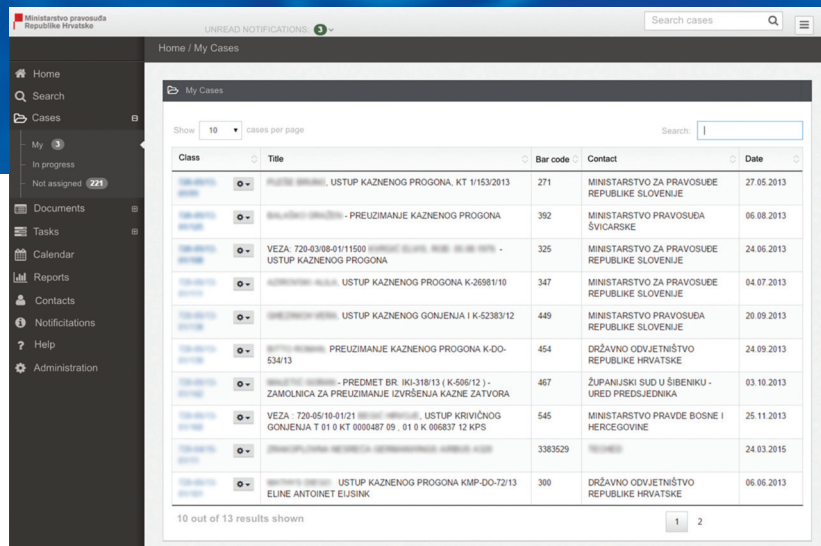 Ministarstvo pravosuđa
Republike Hrvatske
UNREAD NOTIFICATIONS: 3
Search cases
Home / My Cases
Home
Search
Cases
My 3
In progress
Not assigned 221
Documents
Tasks
Calendar
Reports
Contacts
Notificitations
Help
Administration
My Cases
Show 10 cases per page
Search:
Class Title Bar code Contact Date
, USTUP KAZNENOG PROGONA, KT 1/153/2013 271 MINISTARSTVO ZA PRAVOSUĐE 27.05.2013
REPUBLIKE SLOVENIJE
- PREUZIMANJE KAZNENOG PROGONA 392 MINISTARSTVO PRAVOSUĐA 06.08.2013
ŠVICARSKE
VEZA: 720-03/08-01/11500 - 325 MINISTARSTVO ZA PRAVOSUĐE 24.06.2013
USTUP KAZNENOG PROGONA REPUBLIKE SLOVENIJE
, USTUP KAZNENOG PROGONA K-26981/10 347 MINISTARSTVO ZA PRAVOSUĐE 04.07.2013
REPUBLIKE SLOVENIJE
, USTUP KAZNENOG GONJENJA I K-52383/12 449 MINISTARSTVO PRAVOSUĐA 20.09.2013
REPUBLIKE SLOVENIJE
PREUZIMANJE KAZNENOG PROGONA K-DO- 454 DRŽAVNO ODVJETNIŠTVO 24.09.2013
534/13 REPUBLIKE HRVATSKE
- PREDMET BR. IKI-318/13 ( K-506/12 ) - 467 ŽUPANIJSKI SUD U ŠIBENIKU - 03.10.2013
ZAMOLNICA ZA PREUZIMANJE IZVRŠENJA KAZNE ZATVORA URED PREDSJEDNIKA
VEZA : 720-05/10-01/21 , USTUP KRIVIČNOG 545 MINISTARSTVO PRAVDE BOSNE I 25.11.2013
GONJENJA T 01 0 KT 0000487 09 , 01 0 K 006837 12 KPS HERCEGOVINE
3383529 24.03.2015
USTUP KAZNENOG PROGONA KMP-DO-72/13 300 DRŽAVNO ODVJETNIŠTVO 06.06.2013
ELINE ANTOINET EIJSINK REPUBLIKE HRVATSKE
10 out of 13 results shown
1 2